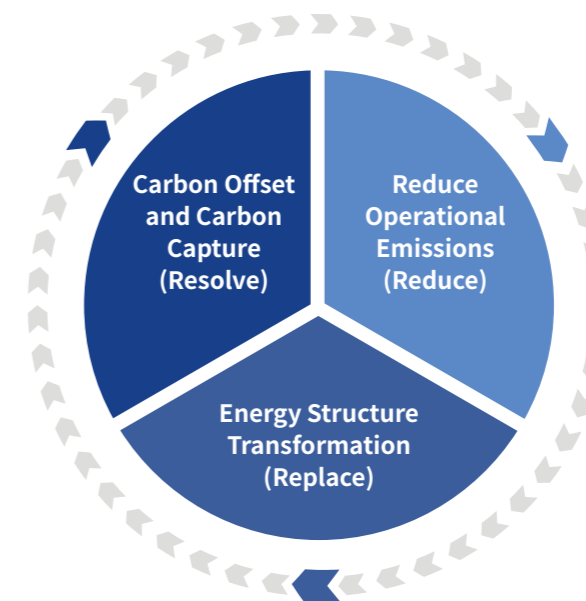 Carbon Offset
and Carbon
Capture
(Resolve)
Reduce
Operational
Emissions
(Reduce)
Energy Structure
Transformation
(Replace)